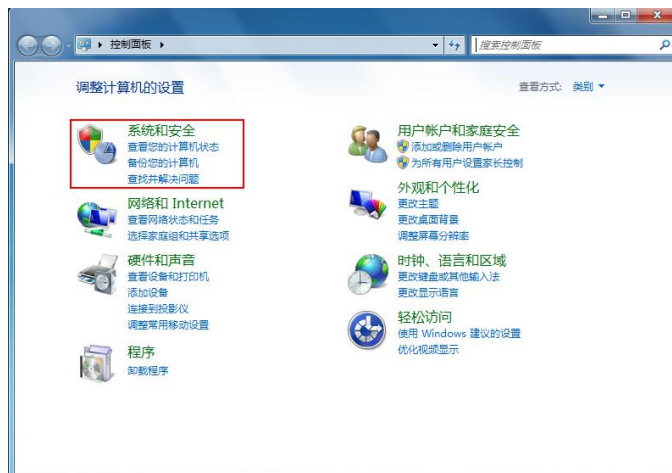 控制面板
搜索控制面板
调整计算机的设置
查看方式: 类别
系统和安全
查看您的计算机状态
备份您的计算机
查找并解决问题
网络和 Internet
查看网络状态和任务
选择家庭组和共享选项
硬件和声音
查看设备和打印机
添加设备
连接到投影仪
调整常用移动设置
程序
卸载程序
用户帐户和家庭安全
添加或删除用户帐户
为所有用户设置家长控制
外观和个性化
更改主题
更改桌面背景
调整屏幕分辨率
时钟、语言和区域
更改键盘或其他输入法
更改显示语言
轻松访问
使用 Windows 建议的设置
优化视频显示